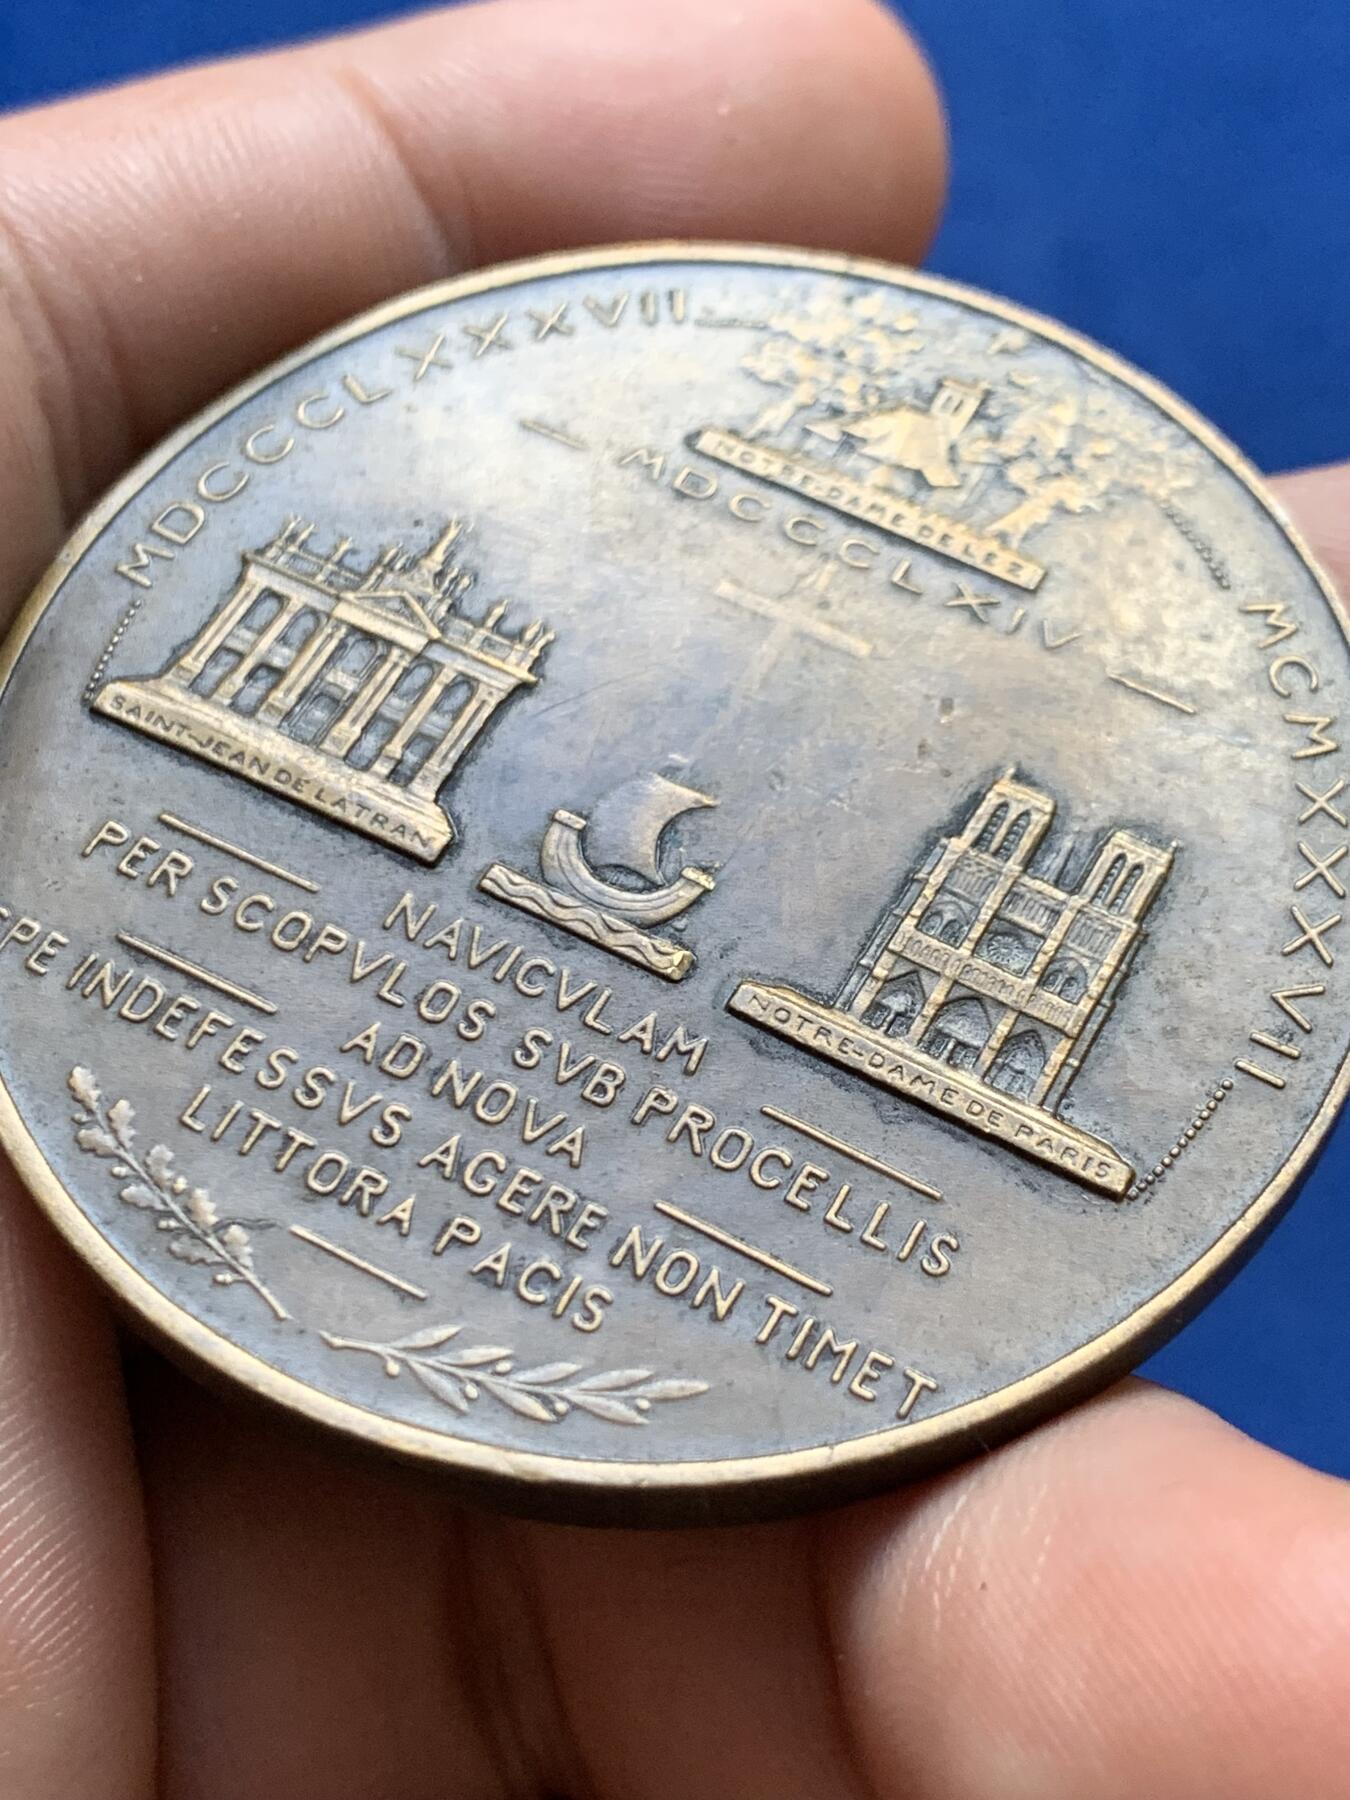 MDCCCLXXXVII
NOTRE-DAME DE LEZ
MDCCCLXIV
MCMXXXVII
SAINT-JEAN DE LATRAN
NOTRE-DAME DE PARIS
NAVICVLAM
PER SCOPVLOS SVB PROCELLIS
AD NOVA
SPE INDEFESSVS AGERE NON TIMET
LITTORA PACIS